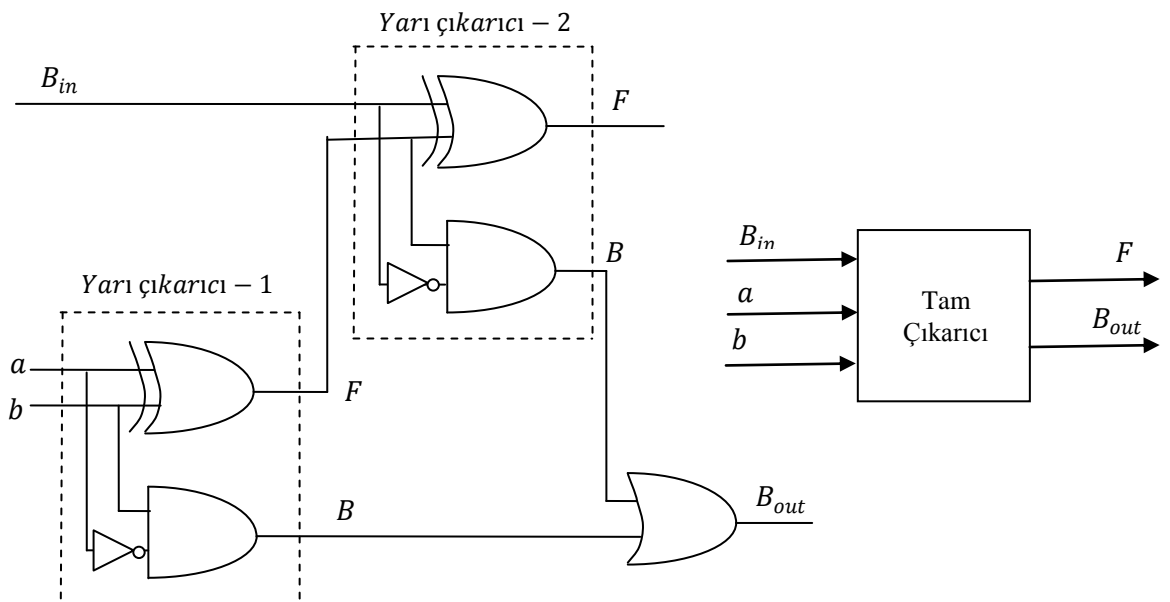 Yarı çıkarıcı − 2
B_in
F
B
Yarı çıkarıcı − 1
a
b
F
B
B_out
B_in
a
b
Tam
Çıkarıcı
F
B_out